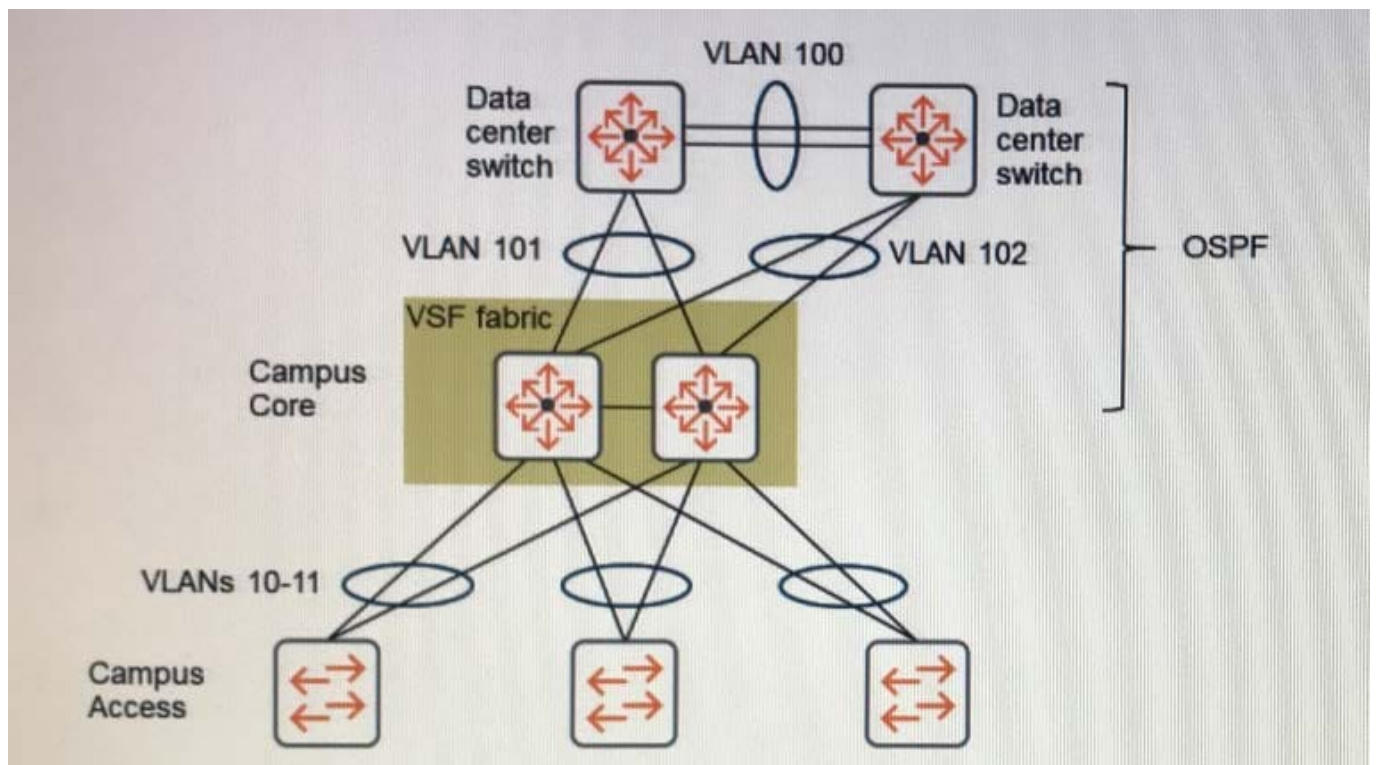 VLAN 100
Data
center
switch
Data
center
switch
VLAN 101
VLAN 102
OSPF
VSF fabric
Campus
Core
VLANs 10-11
Campus
Access